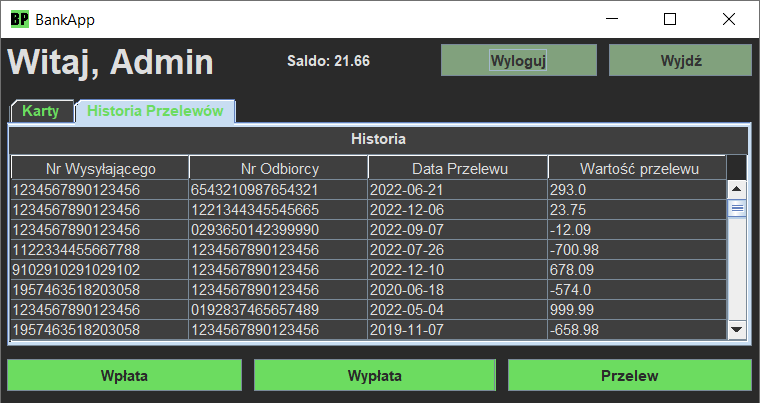 BP BankApp
Witaj, Admin Saldo: 21.66 Wyloguj Wyjdź
Karty Historia Przelewów
Historia
Nr Wysyłającego Nr Odbiorcy Data Przelewu Wartość przelewu
1234567890123456 6543210987654321 2022-06-21 293.0
1234567890123456 1221344345545665 2022-12-06 23.75
1234567890123456 0293650142399990 2022-09-07 -12.09
1122334455667788 1234567890123456 2022-07-26 -700.98
9102910291029102 1234567890123456 2022-12-10 678.09
1957463518203058 1234567890123456 2020-06-18 -574.0
1234567890123456 0192837465657489 2022-05-04 999.99
1957463518203058 1234567890123456 2019-11-07 -658.98
Wpłata Wypłata Przelew